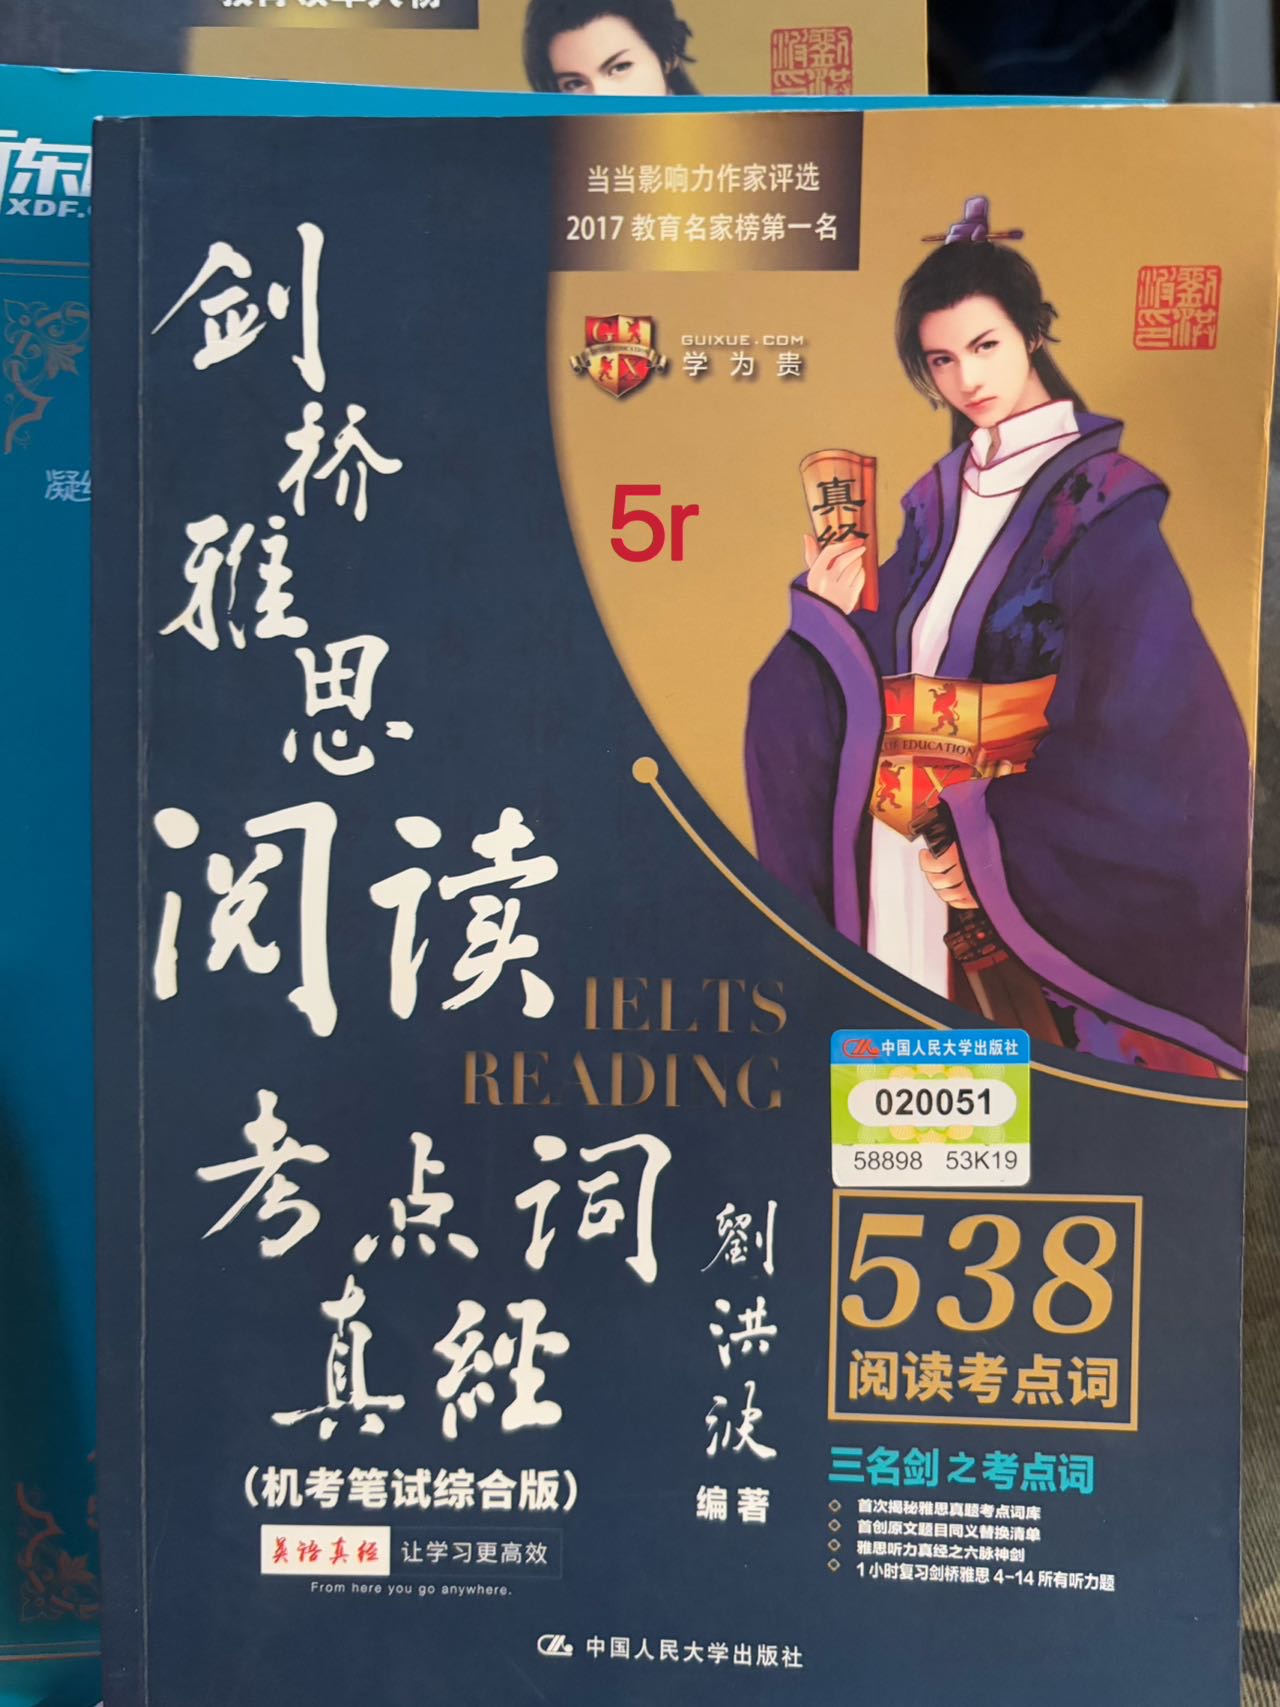 东
XDF.
凝
当当影响力作家评选
2017 教育名家榜第一名
劉洪波印
GUIXUE.COM
学为贵
G
X
真经
5r
剑桥
雅思
阅读
IELTS
READING
考点词
真經
(机考笔试综合版)
劉洪波
编著
G
EDUCATION
中国人民大学出版社
020051
58898 53K19
538
阅读考点词
三名剑之考点词
首次揭秘雅思真题考点词库
首创原文题目同义替换清单
雅思听力真经之六脉神剑
1小时复习剑桥雅思 4-14 所有听力题
英语真经
让学习更高效
From here you go anywhere.
中国人民大学出版社